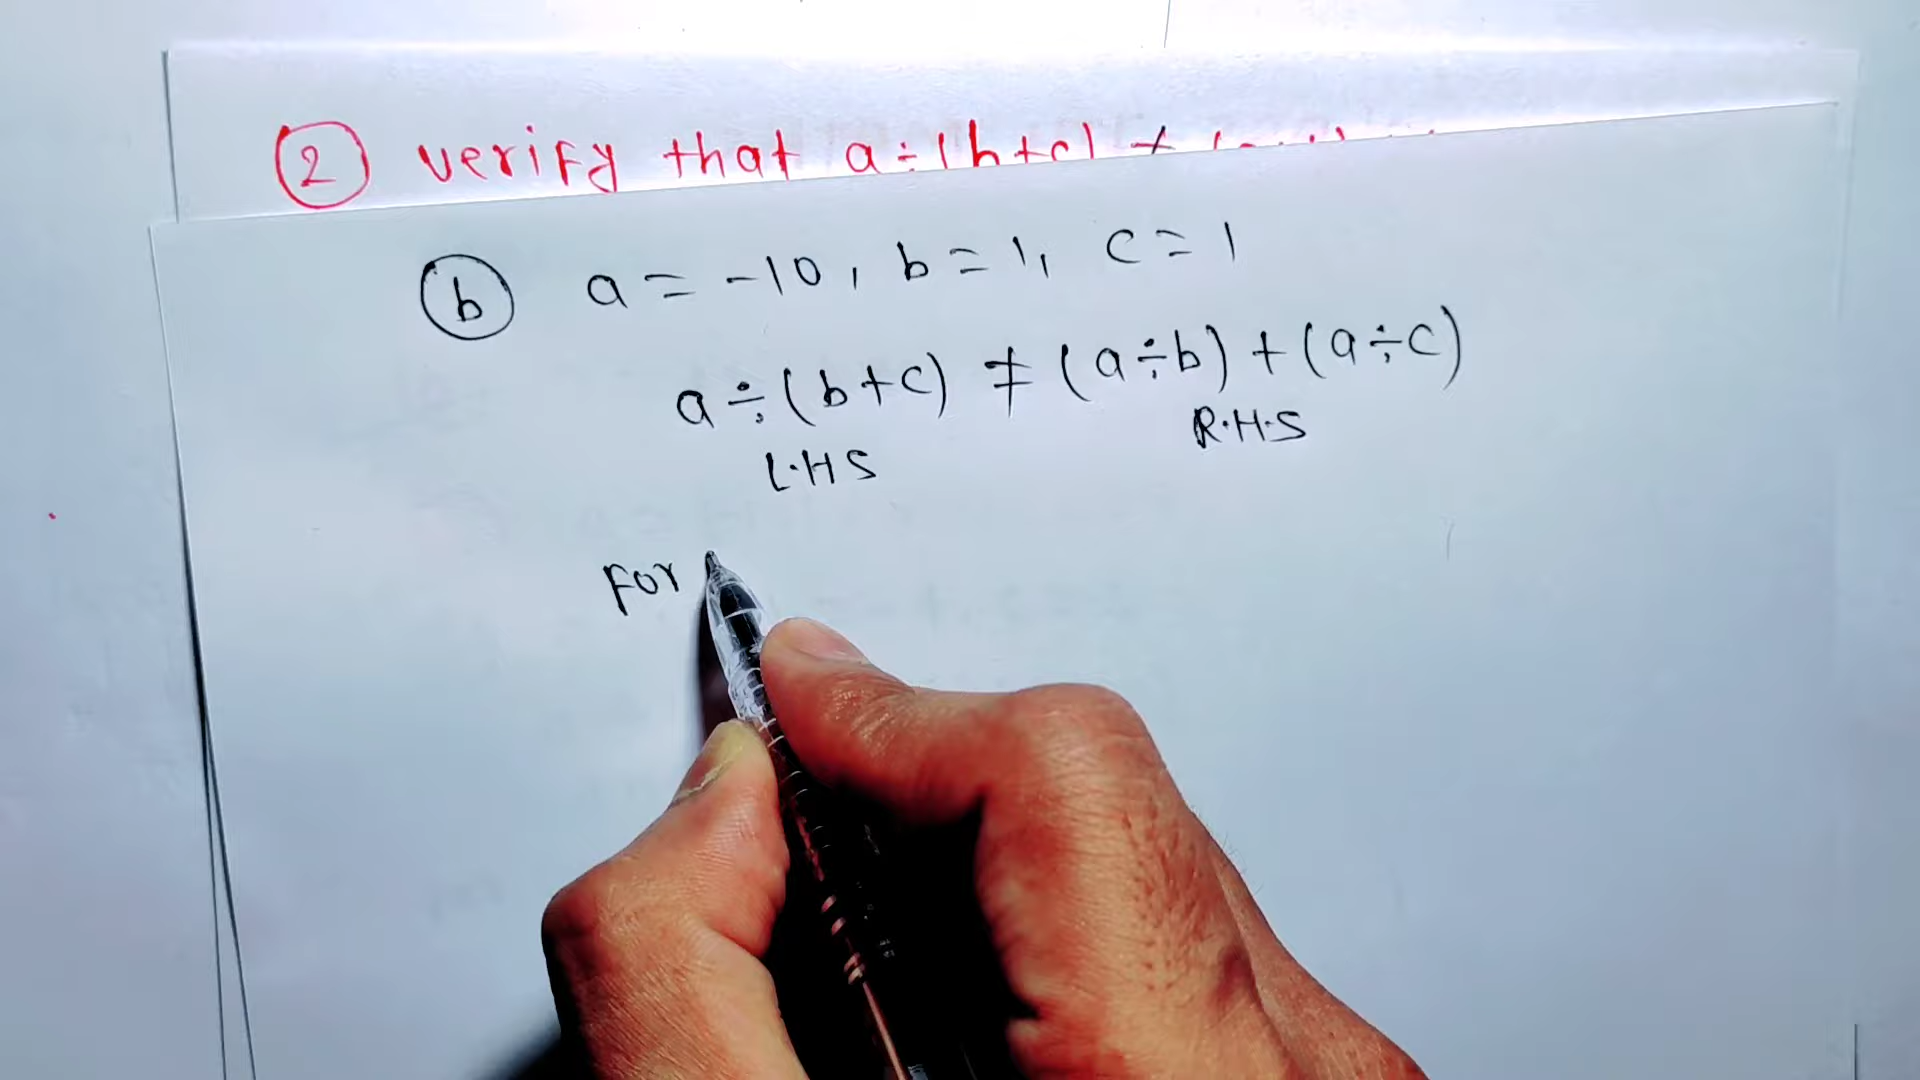 ② verify that a÷(b+c) ≠
ⓑ a = -10, b = 1, c = 1
a÷(b+c) ≠ (a÷b)+(a÷c)
L.H S R.H.S
For